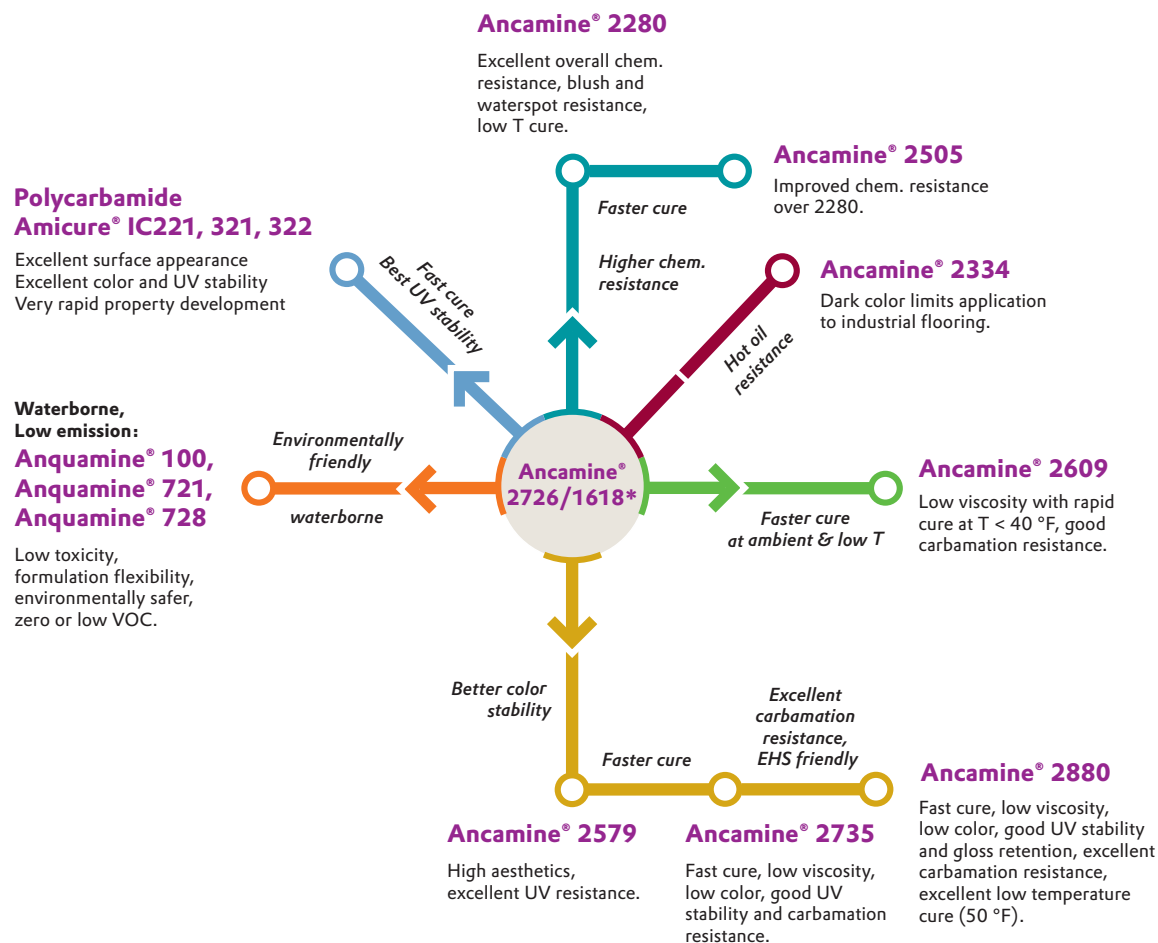 Ancamine® 2280
Excellent overall chem.
resistance, blush and
waterspot resistance,
low T cure.
Ancamine® 2505
Improved chem. resistance
over 2280.
Faster cure
Higher chem.
resistance
Polycarbamide
Amicure® IC221, 321, 322
Excellent surface appearance
Excellent color and UV stability
Very rapid property development
Fast cure
Best UV stability
Ancamine® 2334
Dark color limits application
to industrial flooring.
Hot oil
resistance
Waterborne,
Low emission:
Anquamine® 100,
Anquamine® 721,
Anquamine® 728
Low toxicity,
formulation flexibility,
environmentally safer,
zero or low VOC.
Environmentally
friendly
waterborne
Ancamine®
2726/1618*
Faster cure
at ambient & low T
Ancamine® 2609
Low viscosity with rapid
cure at T < 40 °F, good
carbamation resistance.
Better color
stability
Faster cure
Excellent
carbamation
resistance,
EHS friendly
Ancamine® 2579
High aesthetics,
excellent UV resistance.
Ancamine® 2735
Fast cure, low viscosity,
low color, good UV
stability and carbamation
resistance.
Ancamine® 2880
Fast cure, low viscosity,
low color, good UV stability
and gloss retention, excellent
carbamation resistance,
excellent low temperature
cure (50 °F).